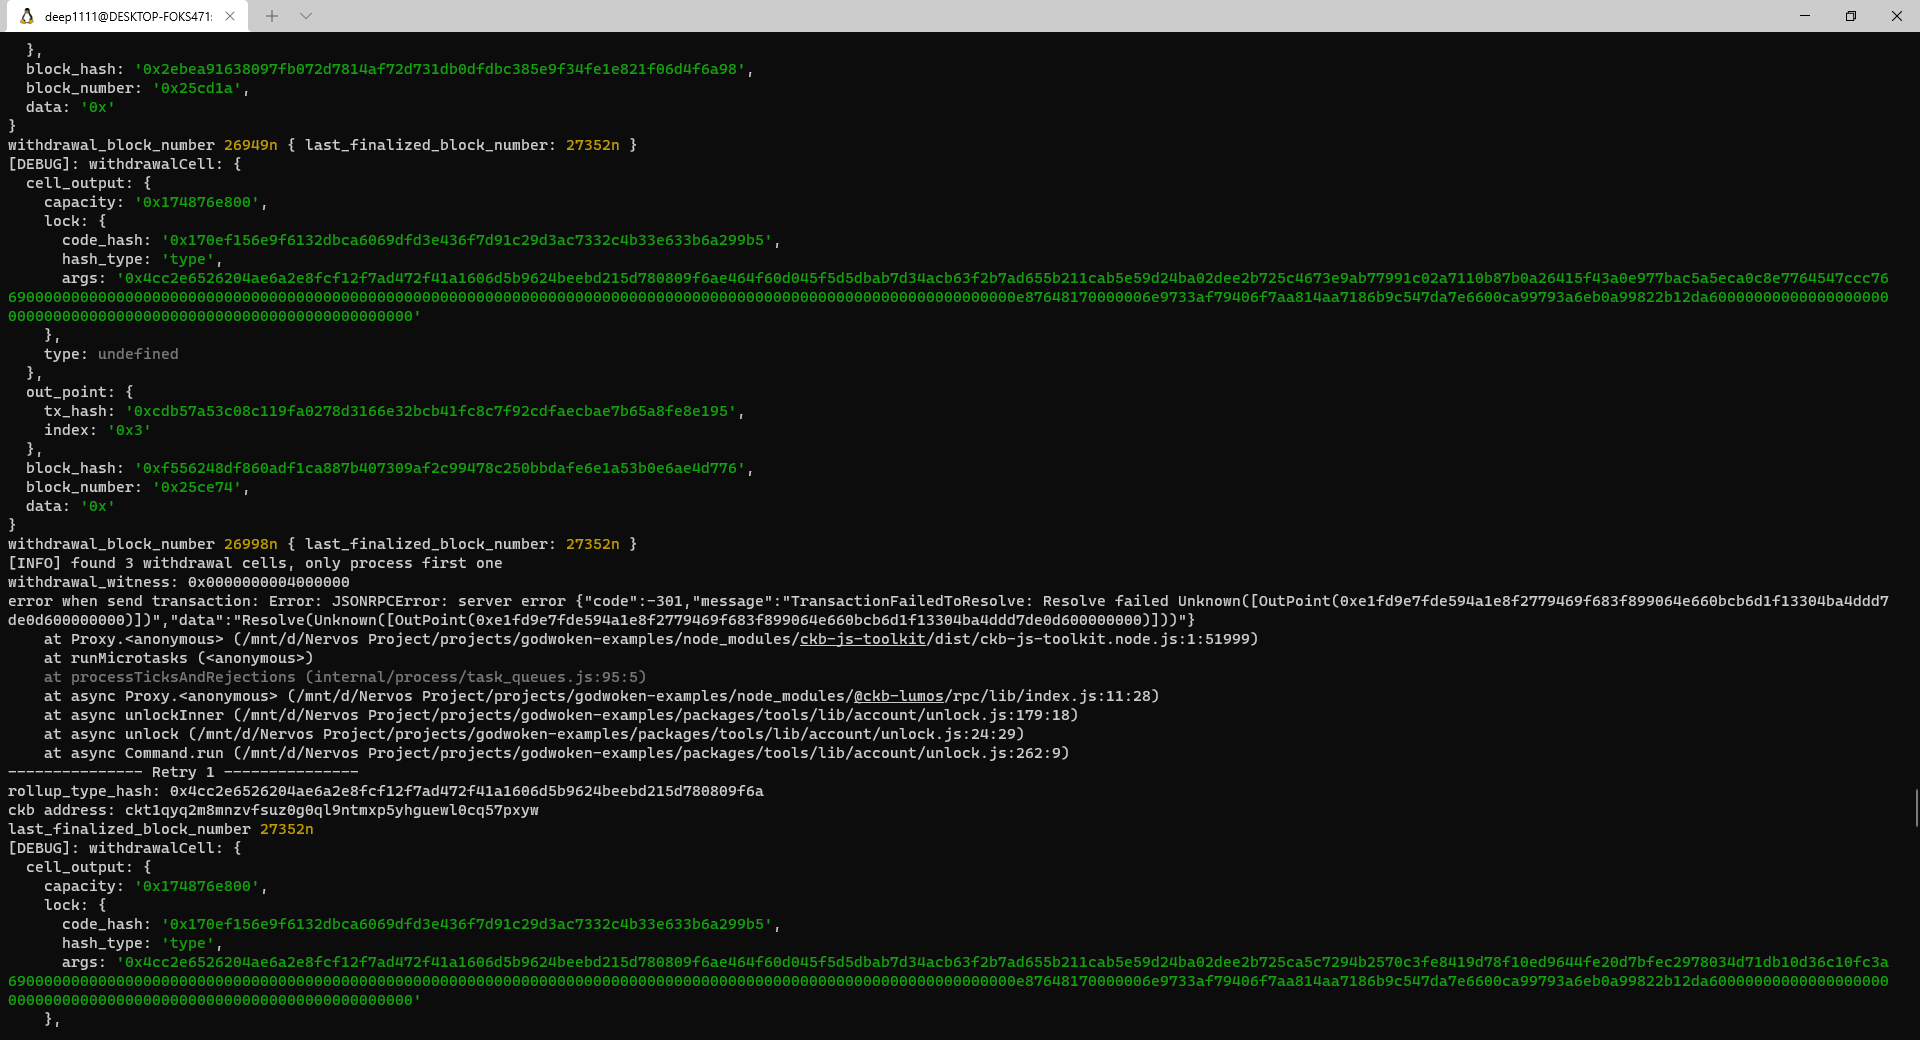 deep1111@DESKTOP-FOKS471:
  },
  block_hash: '0x2ebea91638097fb072d7814af72d731db0dfdbc385e9f34fe1e821f06d4f6a98',
  block_number: '0x25cd1a',
  data: '0x'
}
withdrawal_block_number 26949n { last_finalized_block_number: 27352n }
[DEBUG]: withdrawalCell: {
  cell_output: {
    capacity: '0x174876e800',
    lock: {
      code_hash: '0x170ef156e9f6132dbca6069dfd3e436f7d91c29d3ac7332c4b33e633b6a299b5',
      hash_type: 'type',
      args: '0x4cc2e6526204ae6a2e8fcf12f7ad472f41a1606d5b9624beebd215d780809f6ae464f60d045f5d5dbab7d34acb63f2b7ad655b211cab5e59d24ba02dee2b725c4673e9ab77991c02a7110b87b0a26415f43a0e977bac5a5eca0c8e7764547ccc76
    },
    type: undefined
  },
  out_point: {
    tx_hash: '0xcdb57a53c08c119fa0278d3166e32bcb41fc8c7f92cdfaecbae7b65a8fe8e195',
    index: '0x3'
  },
  block_hash: '0xf556248df860adf1ca887b407309af2c99478c250bbdafe6e1a53b0e6ae4d776',
  block_number: '0x25ce74',
  data: '0x'
}
withdrawal_block_number 26998n { last_finalized_block_number: 27352n }
[INFO] found 3 withdrawal cells, only process first one
withdrawal_witness: 0x0000000004000000
error when send transaction: Error: JSONRPCError: server error {"code":-301,"message":"TransactionFailedToResolve: Resolve failed Unknown([OutPoint(0xe1fd9e7fde594a1e8f2779469f683f899064e660bcb6d1f13304ba4ddd7
de0d600000000)])","data":"Resolve(Unknown([OutPoint(0xe1fd9e7fde594a1e8f2779469f683f899064e660bcb6d1f13304ba4ddd7de0d600000000)]))"}
    at Proxy.<anonymous> (/mnt/d/Nervos Project/projects/godwoken-examples/node_modules/ckb-js-toolkit/dist/ckb-js-toolkit.node.js:1:51999)
    at runMicrotasks (<anonymous>)
    at processTicksAndRejections (internal/process/task_queues.js:95:5)
    at async Proxy.<anonymous> (/mnt/d/Nervos Project/projects/godwoken-examples/node_modules/@ckb-lumos/rpc/lib/index.js:11:28)
    at async unlockInner (/mnt/d/Nervos Project/projects/godwoken-examples/packages/tools/lib/account/unlock.js:179:18)
    at async unlock (/mnt/d/Nervos Project/projects/godwoken-examples/packages/tools/lib/account/unlock.js:24:29)
    at async Command.run (/mnt/d/Nervos Project/projects/godwoken-examples/packages/tools/lib/account/unlock.js:262:9)
--------------- Retry 1 ---------------
rollup_type_hash: 0x4cc2e6526204ae6a2e8fcf12f7ad472f41a1606d5b9624beebd215d780809f6a
ckb address: ckt1qyq2m8mnzvfsuz0g0ql9ntmxp5yhguewl0cq57pxyw
last_finalized_block_number 27352n
[DEBUG]: withdrawalCell: {
  cell_output: {
    capacity: '0x174876e800',
    lock: {
      code_hash: '0x170ef156e9f6132dbca6069dfd3e436f7d91c29d3ac7332c4b33e633b6a299b5',
      hash_type: 'type',
      args: '0x4cc2e6526204ae6a2e8fcf12f7ad472f41a1606d5b9624beebd215d780809f6ae464f60d045f5d5dbab7d34acb63f2b7ad655b211cab5e59d24ba02dee2b725ca5c7294b2570c3fe8419d78f10ed9644fe20d7bfec2978034d71db10d36c10fc3a
    },